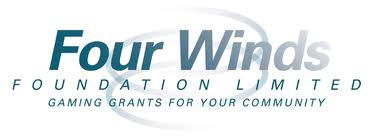 Four Winds
FOUNDATION LIMITED
GAMING GRANTS FOR YOUR COMMUNITY